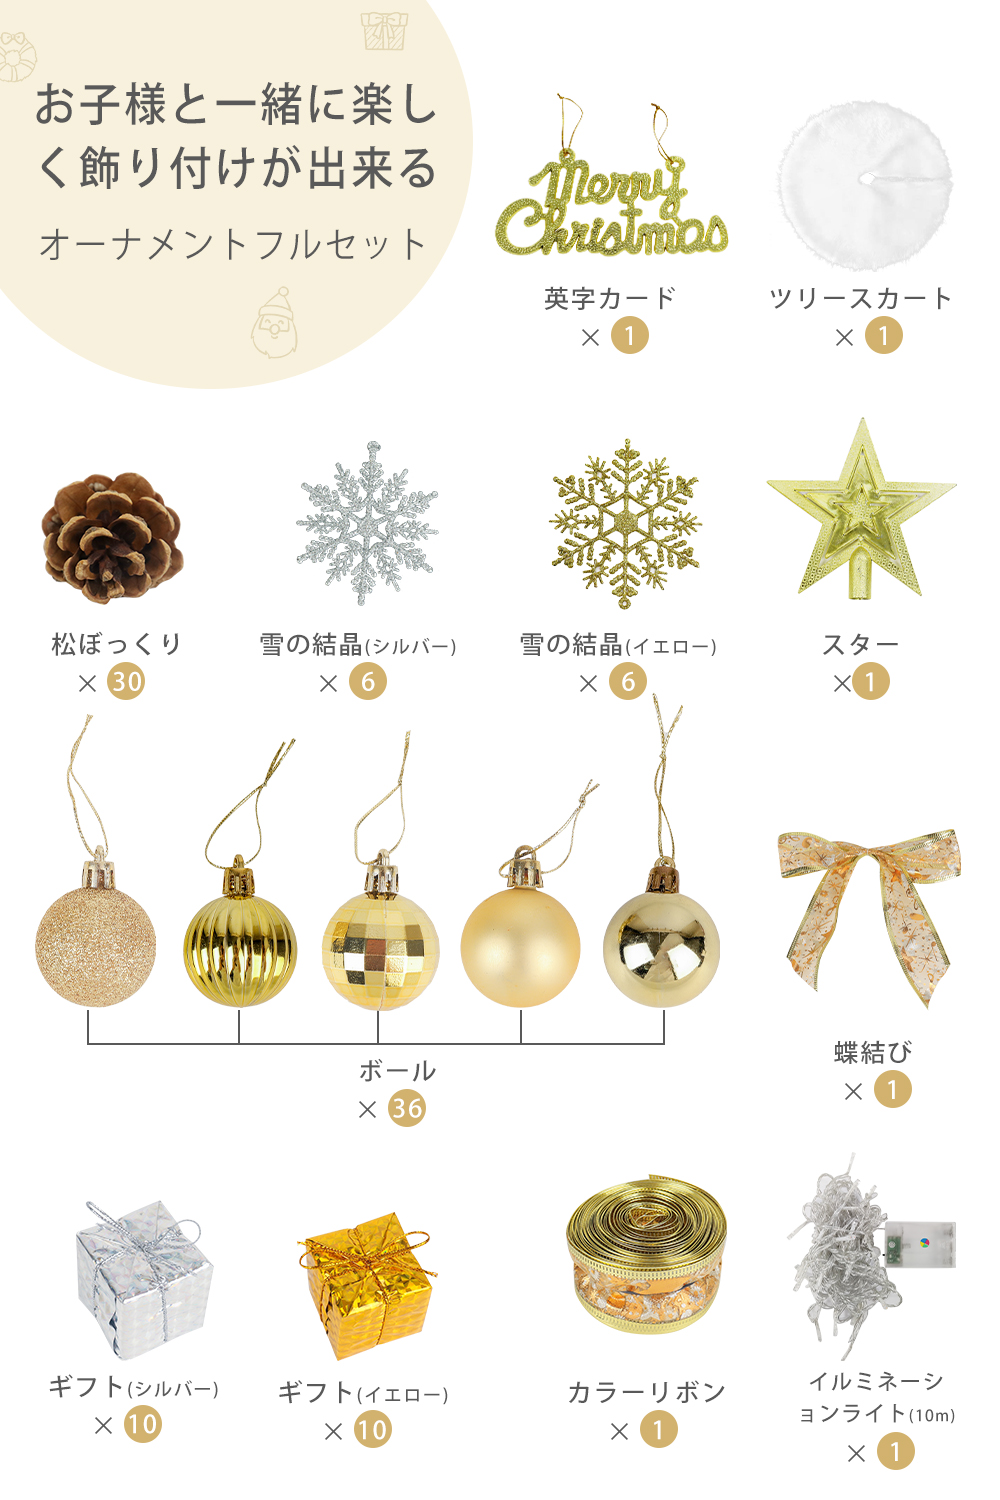 お子様と一緒に楽し
く飾り付けが出来る
オーナメントフルセット
Merry
Christmas
英字カード
× 1
ツリースカート
× 1
松ぼっくり
× 30
雪の結晶(シルバー)
× 6
雪の結晶(イエロー)
× 6
スター
×1
ボール
× 36
蝶結び
× 1
ギフト(シルバー)
× 10
ギフト(イエロー)
× 10
カラーリボン
× 1
イルミネーシ
ョンライト(10m)
× 1